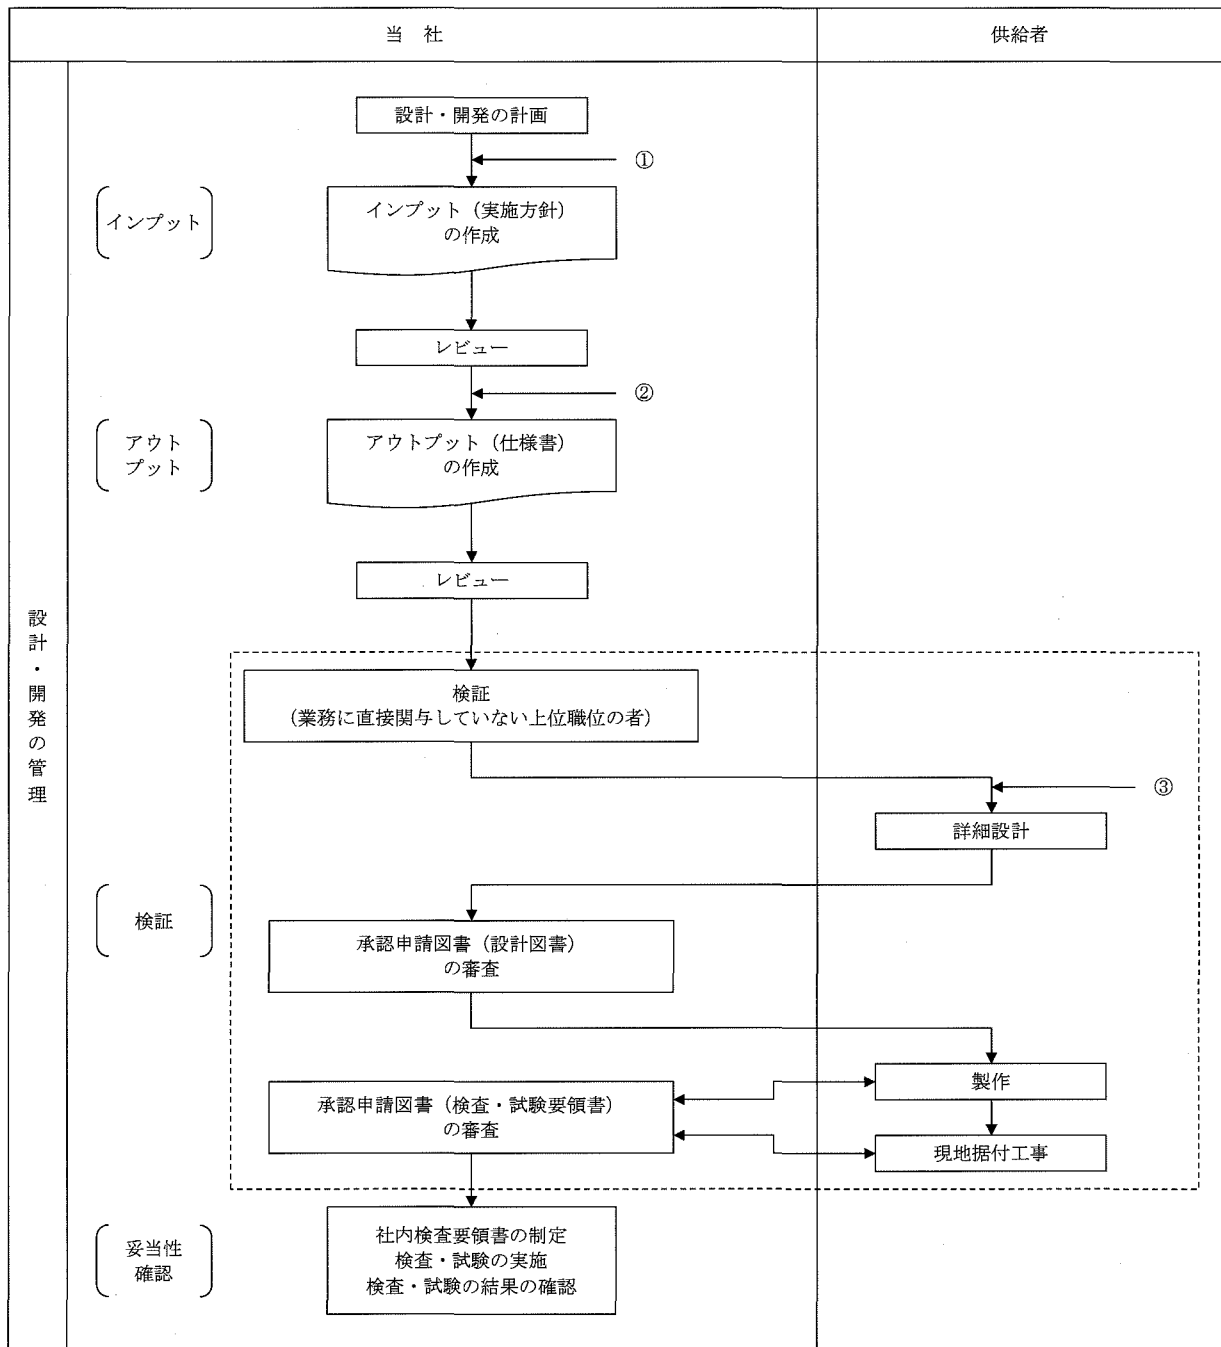 当 社
供給者
設計・開発の計画
①
インプット
インプット（実施方針）
の作成
レビュー
②
アウト
プット
アウトプット（仕様書）
の作成
レビュー
設計・開発の管理
検証
（業務に直接関与していない上位職位の者）
③
詳細設計
検証
承認申請図書（設計図書）
の審査
製作
承認申請図書（検査・試験要領書）
の審査
現地据付工事
妥当性
確認
社内検査要領書の制定
検査・試験の実施
検査・試験の結果の確認